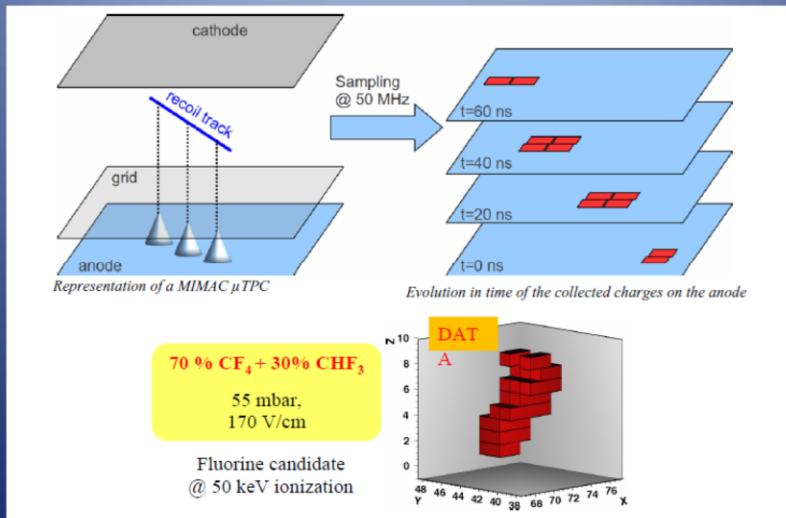 cathode
recoil track
grid
anode
Representation of a MIMAC μTPC
Sampling
@ 50 MHz
t=60 ns
t=40 ns
t=20 ns
t=0 ns
Evolution in time of the collected charges on the anode
70 % CF₄ + 30% CHF₃
55 mbar,
170 V/cm
Fluorine candidate
@ 50 keV ionization
DAT
A
Z
10
8
6
4
2
0
48 46 44 42 40 38
Y
68 70 72 74 76
X